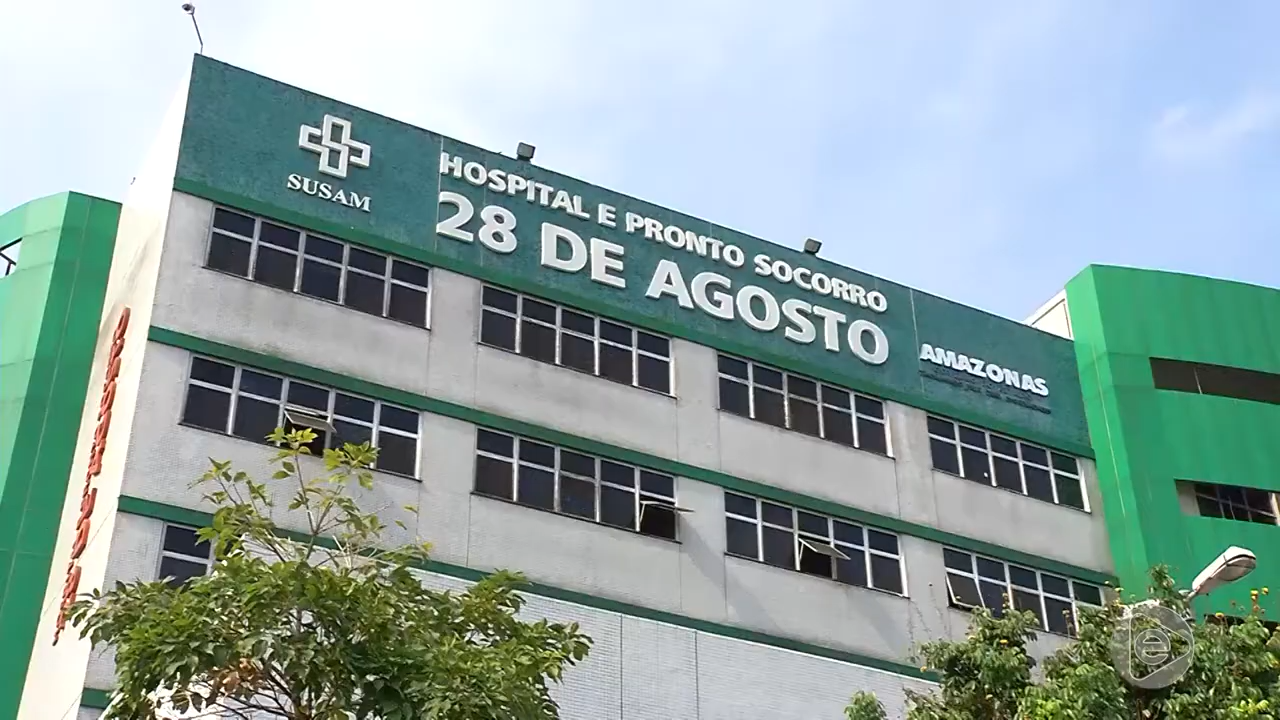 SUSAM
HOSPITAL E PRONTO SOCORRO
28 DE AGOSTO
AMAZONAS
e